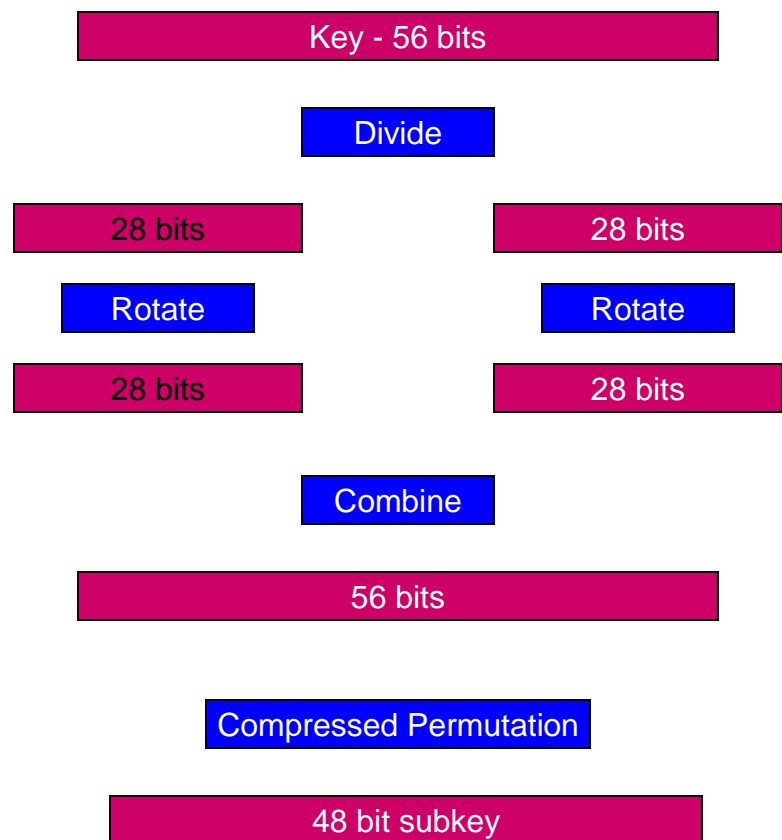 Key - 56 bits
Divide
28 bits
28 bits
Rotate
Rotate
28 bits
28 bits
Combine
56 bits
Compressed Permutation
48 bit subkey